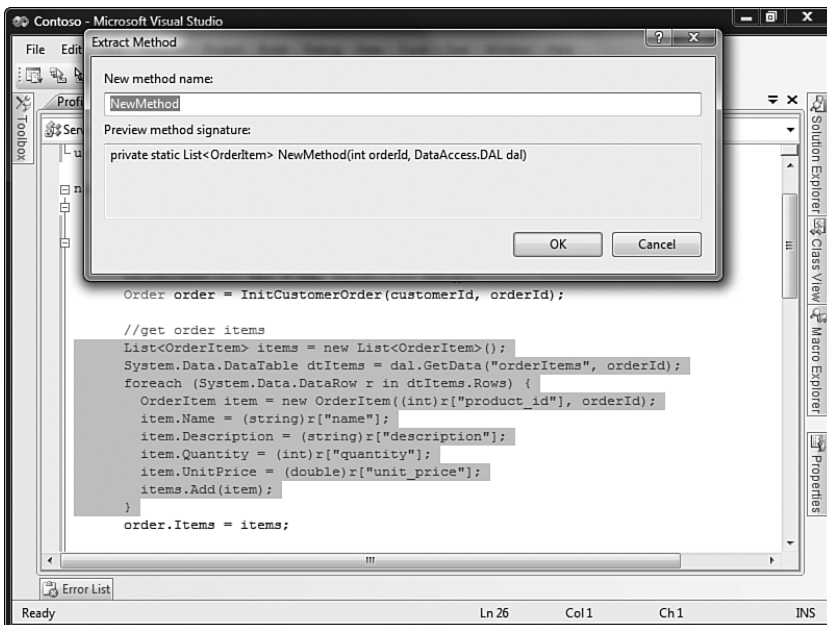 Contoso - Microsoft Visual Studio
File Edit
Extract Method
New method name:
NewMethod
Preview method signature:
private static List<OrderItem> NewMethod(int orderId, DataAccess.DAL dal)
OK Cancel
Toolbox
Profi
Serv
u
n
Order order = InitCustomerOrder(customerId, orderId);
//get order items
List<OrderItem> items = new List<OrderItem>();
System.Data.DataTable dtItems = dal.GetData("orderItems", orderId);
foreach (System.Data.DataRow r in dtItems.Rows) {
OrderItem item = new OrderItem((int)r["product_id"], orderId);
item.Name = (string)r["name"];
item.Description = (string)r["description"];
item.Quantity = (int)r["quantity"];
item.UnitPrice = (double)r["unit_price"];
items.Add(item);
}
order.Items = items;
Solution Explorer
Class View
Macro Explorer
Properties
Error List
Ready Ln 26 Col 1 Ch 1 INS